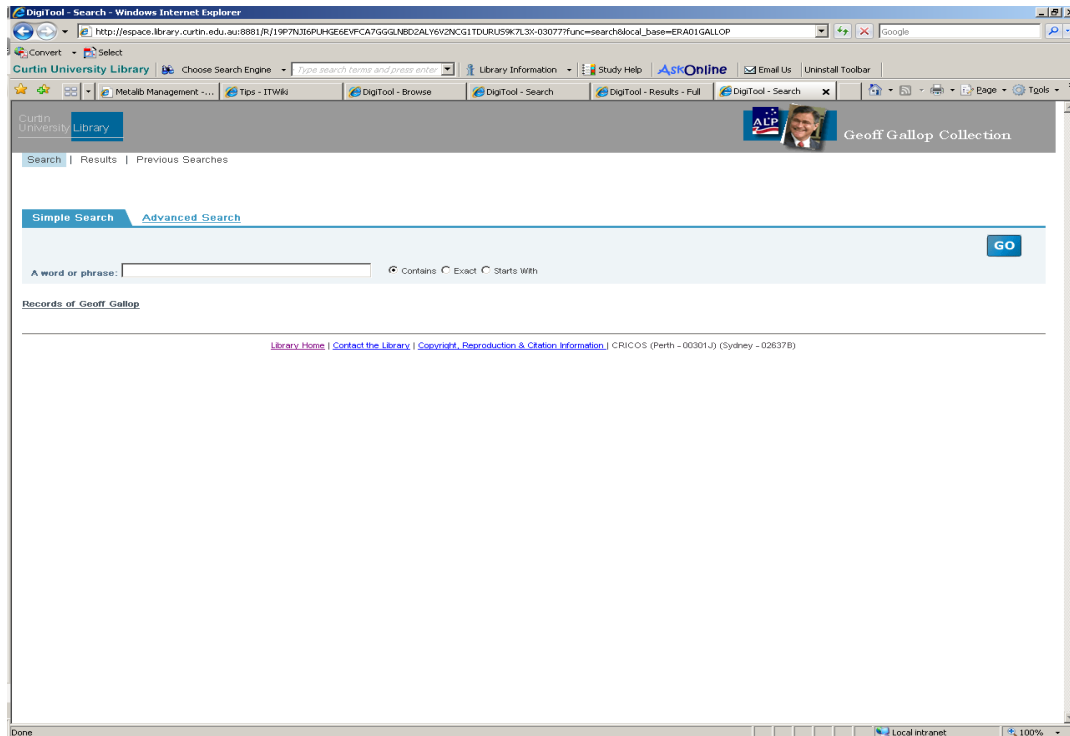 DigiTool - Search - Windows Internet Explorer
http://espace.library.curtin.edu.au:8881/R/19P7NJI6PUHGE6EVFCA7GGGLNBD2ALY6V2NCG1TDURUS9K7L3X-03077?func=search&local_base=ERA01GALLOP Google
Convert Select
Curtin University Library Choose Search Engine Type search terms and press enter Library Information Study Help AskOnline Email Us Uninstall Toolbar
Metalib Management -... Tips - ITWiki DigiTool - Browse DigiTool - Search DigiTool - Results - Full DigiTool - Search Page Tools
Curtin
University Library
ALP
Geoff Gallop Collection
Search | Results | Previous Searches
Simple Search Advanced Search
GO
A word or phrase: Contains Exact Starts With
Records of Geoff Gallop
Library Home | Contact the Library | Copyright, Reproduction & Citation Information | CRICOS (Perth - 00301J) (Sydney - 02637B)
Done Local intranet 100%